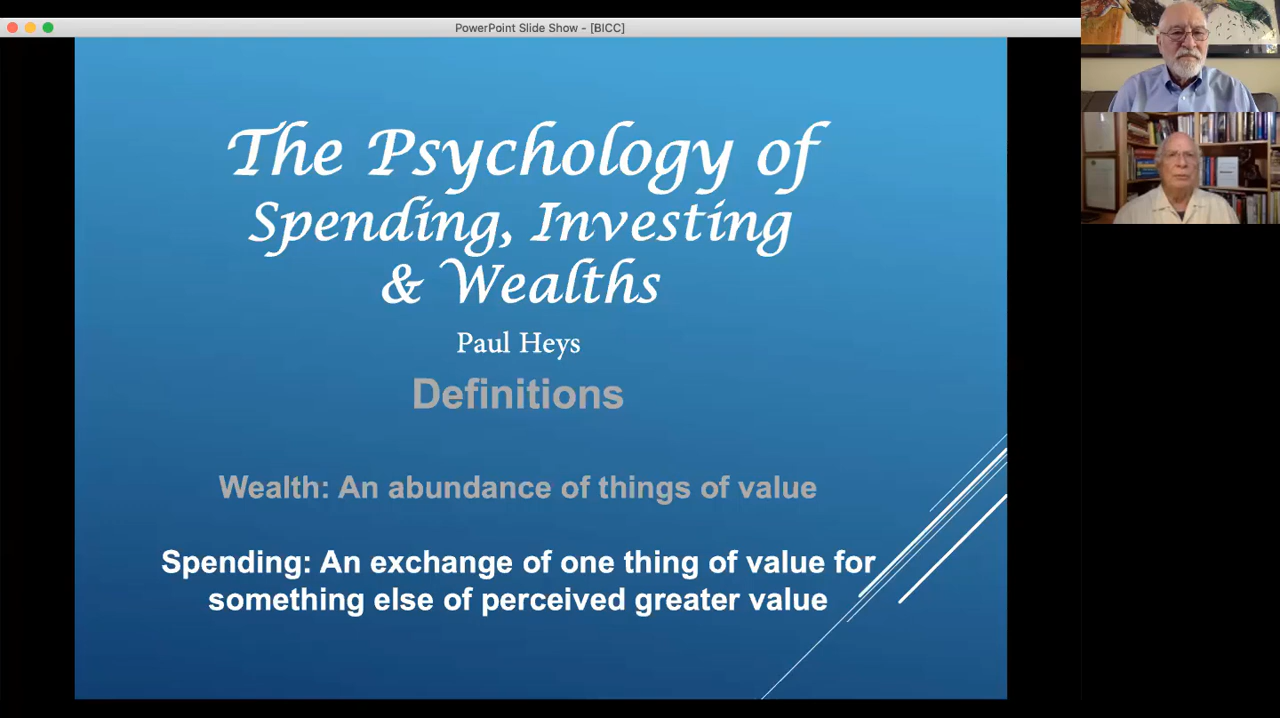 PowerPoint Slide Show - [BICC]
The Psychology of
Spending, Investing
& Wealths
Paul Heys
Definitions
Wealth: An abundance of things of value
Spending: An exchange of one thing of value for
something else of perceived greater value